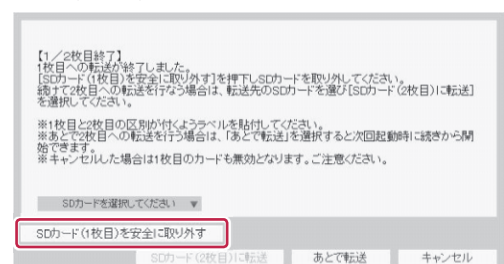 【1/2枚目終了】
1枚目への転送が終了しました。
[SDカード(1枚目)を安全に取り外す]を押下しSDカードを取り外してください。
続けて2枚目への転送を行なう場合は、転送先のSDカードを選び[SDカード(2枚目)に転送]
を選択してください。
※1枚目と2枚目の区別が付くようラベルを貼付してください。
※あとで2枚目への転送を行う場合は、「あとで転送」を選択すると次回起動時に続きから開
始できます。
※キャンセルした場合は1枚目のカードも無効となります。ご注意ください。
SDカードを選択してください ▼
SDカード(1枚目)を安全に取り外す
SDカード(2枚目)に転送 あとで転送 キャンセル